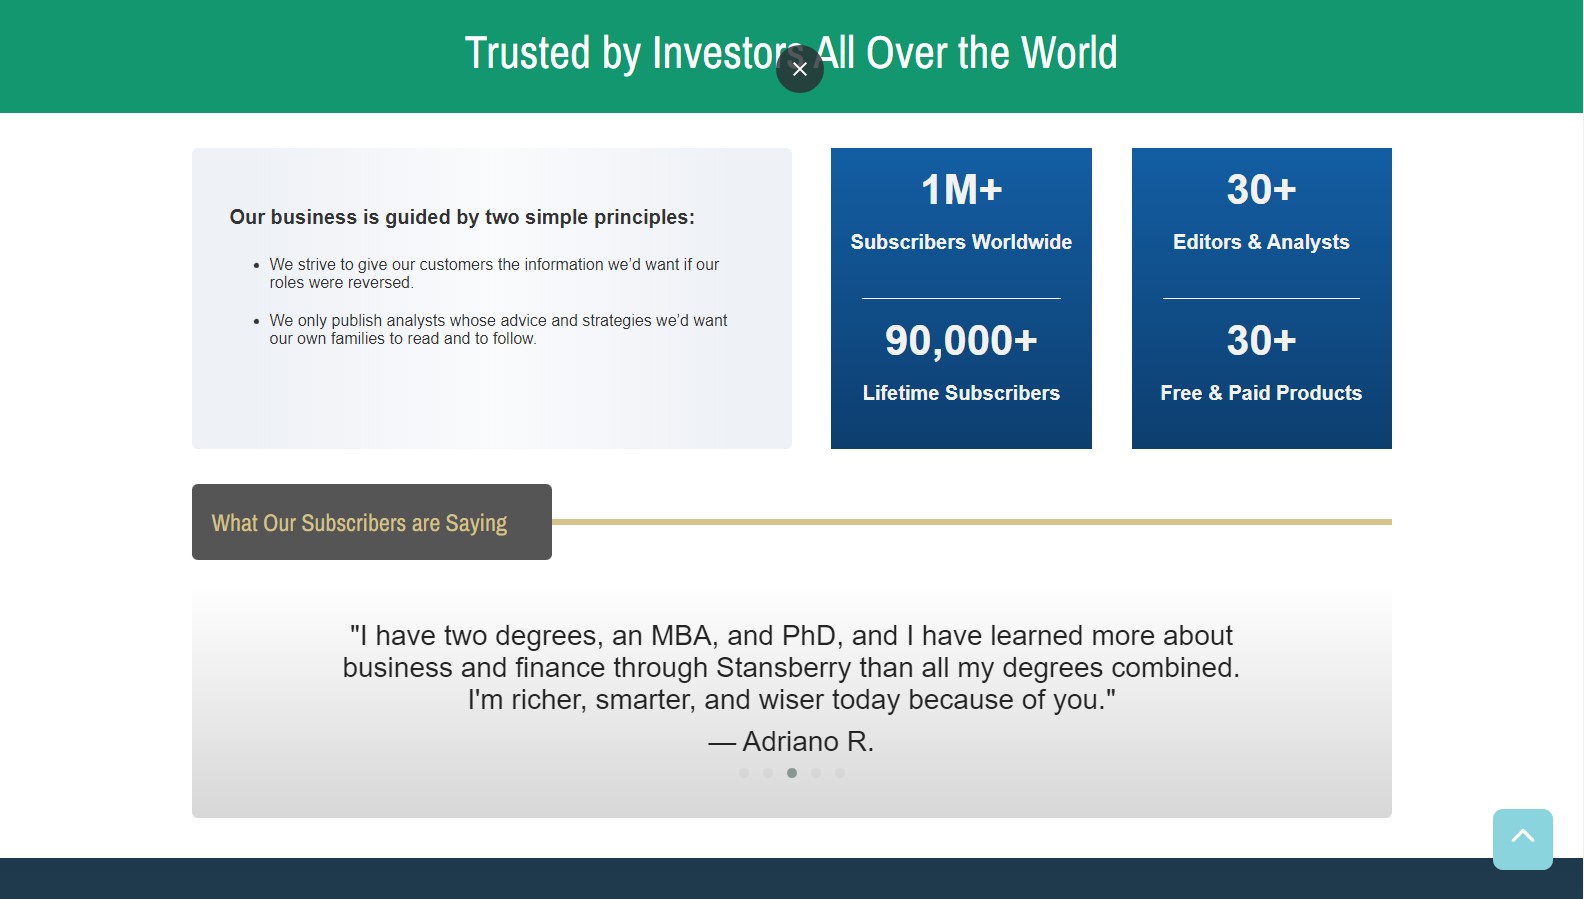 Trusted by Investors All Over the World
Our business is guided by two simple principles:
• We strive to give our customers the information we’d want if our
roles were reversed.
• We only publish analysts whose advice and strategies we’d want
our own families to read and to follow.
1M+
Subscribers Worldwide
90,000+
Lifetime Subscribers
30+
Editors & Analysts
30+
Free & Paid Products
What Our Subscribers are Saying
"I have two degrees, an MBA, and PhD, and I have learned more about
business and finance through Stansberry than all my degrees combined.
I'm richer, smarter, and wiser today because of you."
— Adriano R.